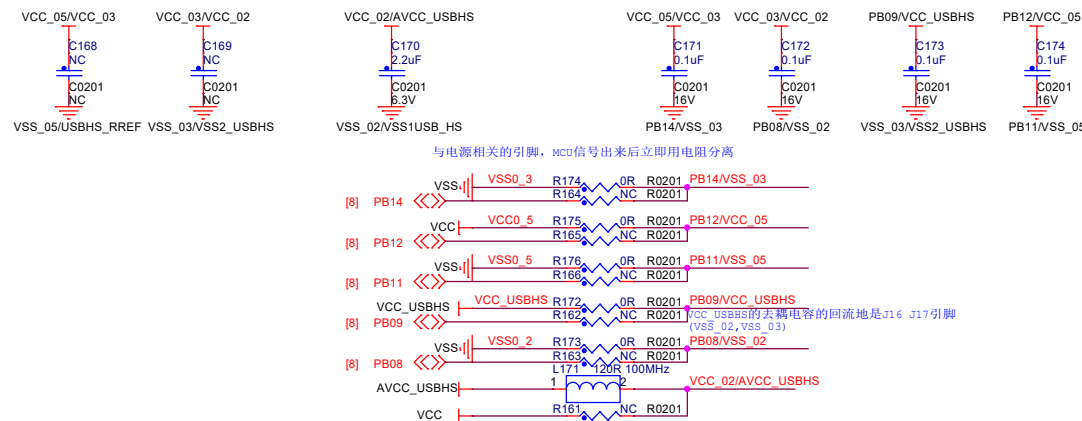 VCC_05/VCC_03 VCC_03/VCC_02 VCC_02/AVCC_USBHS VCC_05/VCC_03 VCC_03/VCC_02 PB09/VCC_USBHS PB12/VCC_05
C168 C169 C170 C171 C172 C173 C174
NC NC 2.2uF 0.1uF 0.1uF 0.1uF 0.1uF
C0201 C0201 C0201 C0201 C0201 C0201 C0201
NC NC 6.3V 16V 16V 16V 16V
VSS_05/USBHS_RREF VSS_03/VSS2_USBHS VSS_02/VSS1USB_HS PB14/VSS_03 PB08/VSS_02 VSS_03/VSS2_USBHS PB11/VSS_05
与电源相关的引脚，MCU信号出来后立即用电阻分离
VSS VSS0_3 R174 0R R0201 PB14/VSS_03
[8] PB14 R164 NC R0201
VCC VCC0_5 R175 0R R0201 PB12/VCC_05
[8] PB12 R165 NC R0201
VSS VSS0_5 R176 0R R0201 PB11/VSS_05
[8] PB11 R166 NC R0201
VCC_USBHS VCC_USBHS R172 0R R0201 PB09/VCC_USBHS
[8] PB09 R162 NC R0201
VCC_USBHS的去耦电容的回流地是J16 J17引脚
(VSS_02,VSS_03)
VSS VSS0_2 R173 0R R0201 PB08/VSS_02
[8] PB08 R163 NC R0201
L171 120R 100MHz
AVCC_USBHS 1 2 VCC_02/AVCC_USBHS
VCC R161 NC R0201